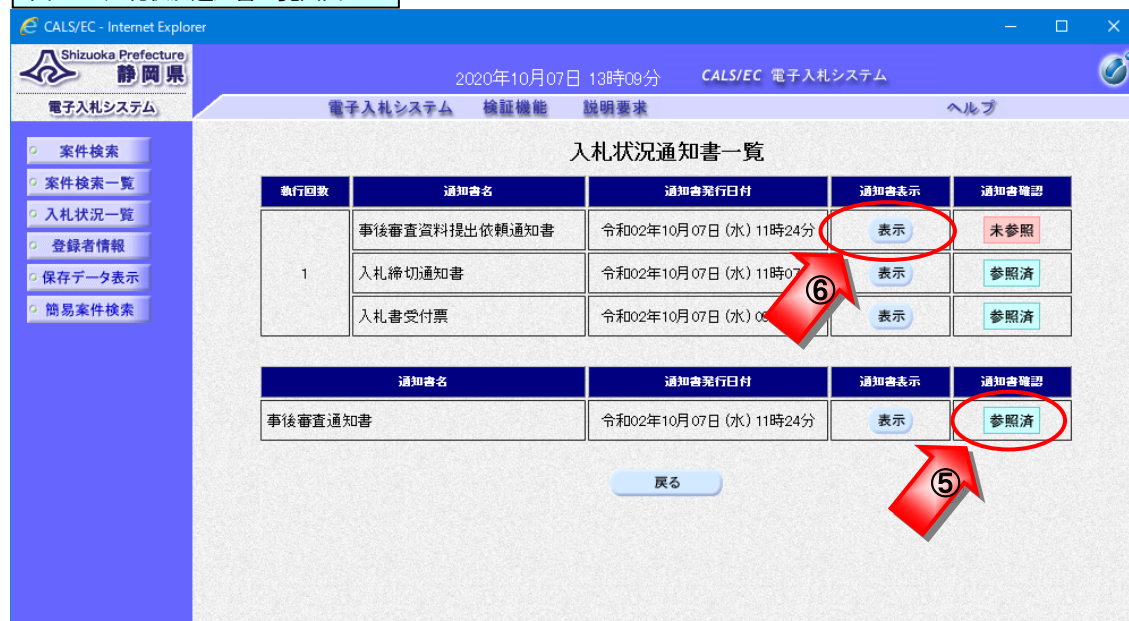 CALS/EC - Internet Explorer
Shizuoka Prefecture
静岡県
2020年10月07日 13時09分 CALS/EC 電子入札システム
電子入札システム
電子入札システム 検証機能 説明要求 ヘルプ
案件検索
案件検索一覧
入札状況一覧
登録者情報
保存データ表示
簡易案件検索
入札状況通知書一覧
執行回数 通知書名 通知書発行日付 通知書表示 通知書確認
事後審査資料提出依頼通知書 令和02年10月07日 (水) 11時24分 表示 未参照
1 入札締切通知書 令和02年10月07日 (水) 11時07 表示 参照済
入札書受付票 令和02年10月07日 (水) 表示 参照済
⑥
通知書名 通知書発行日付 通知書表示 通知書確認
事後審査通知書 令和02年10月07日 (水) 11時24分 表示 参照済
戻る
⑤